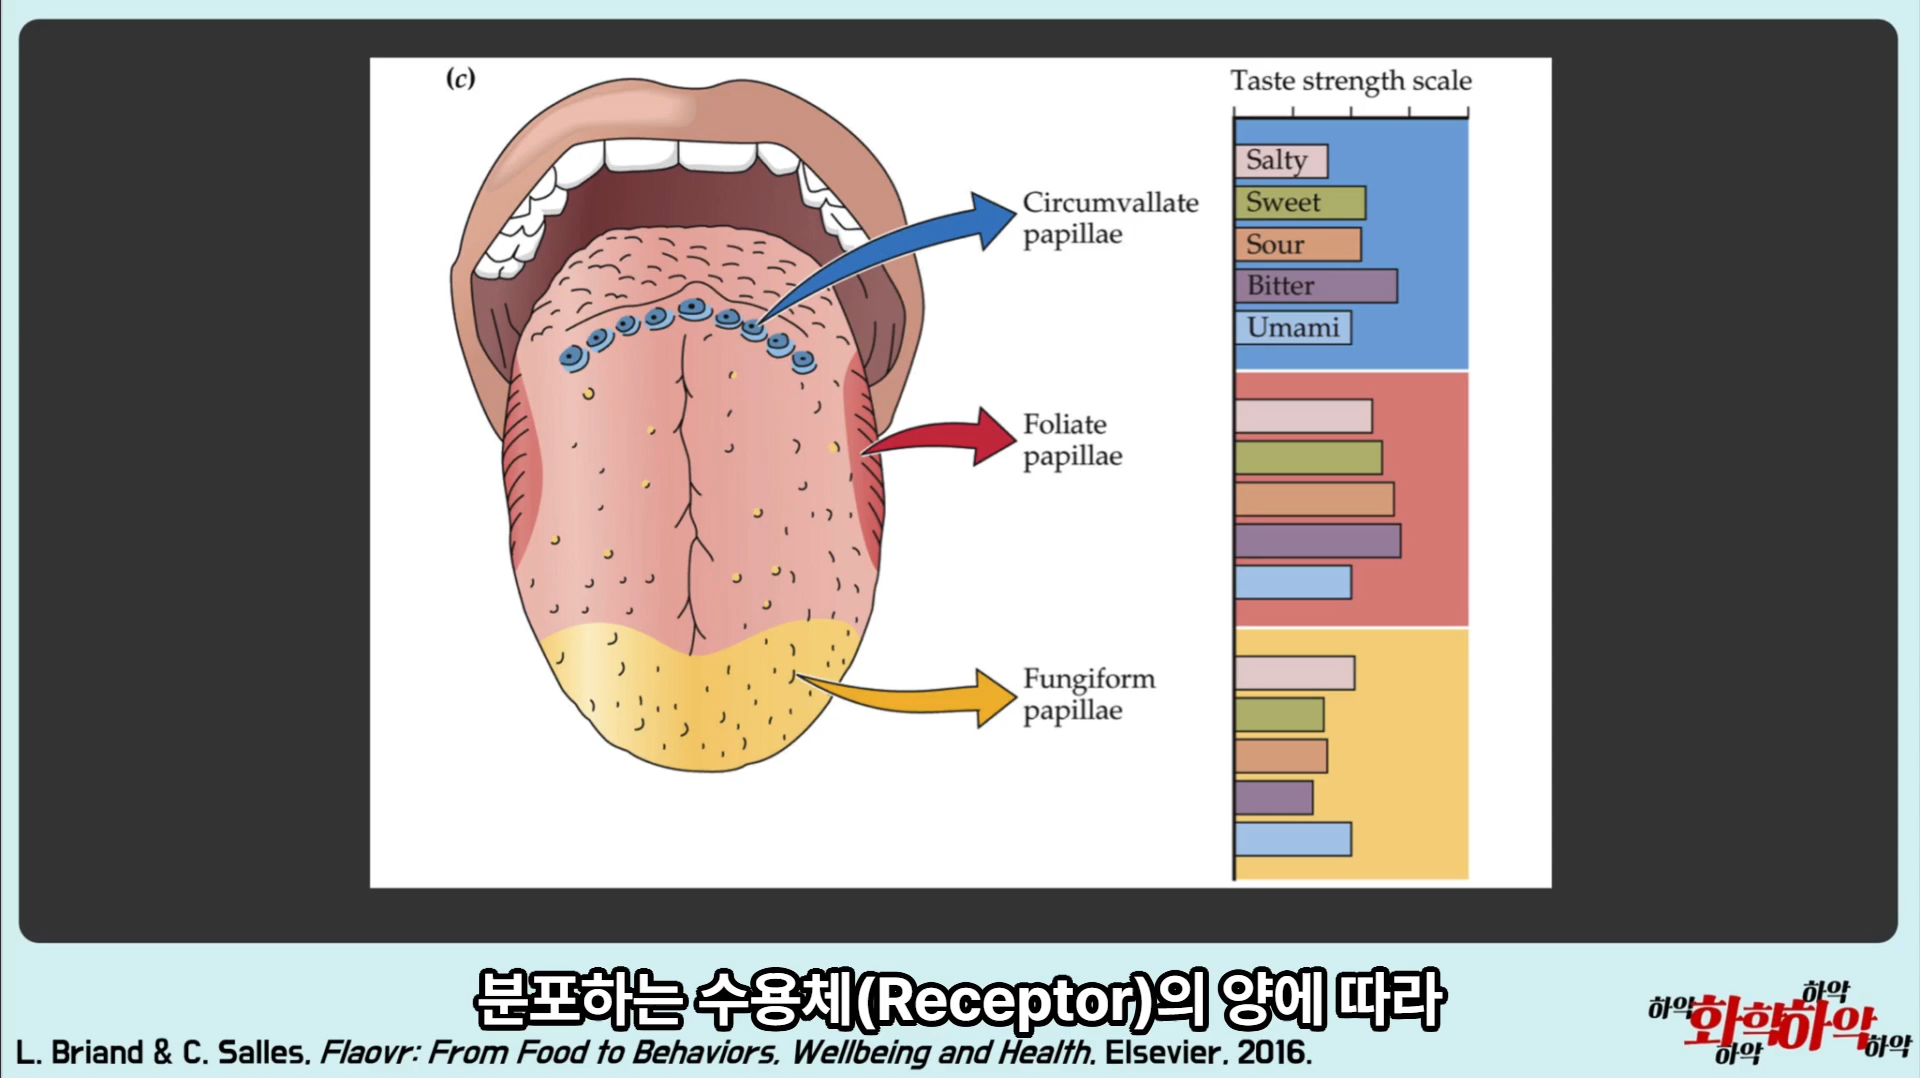 (c)
Taste strength scale
Salty
Sweet
Sour
Bitter
Umami
Circumvallate
papillae
Foliate
papillae
Fungiform
papillae
분포하는 수용체(Receptor)의 양에 따라
L. Briand & C. Salles. Flaovr: From Food to Behaviors, Wellbeing and Health. Elsevier. 2016.
하악
하악
화학하악
하악
하악